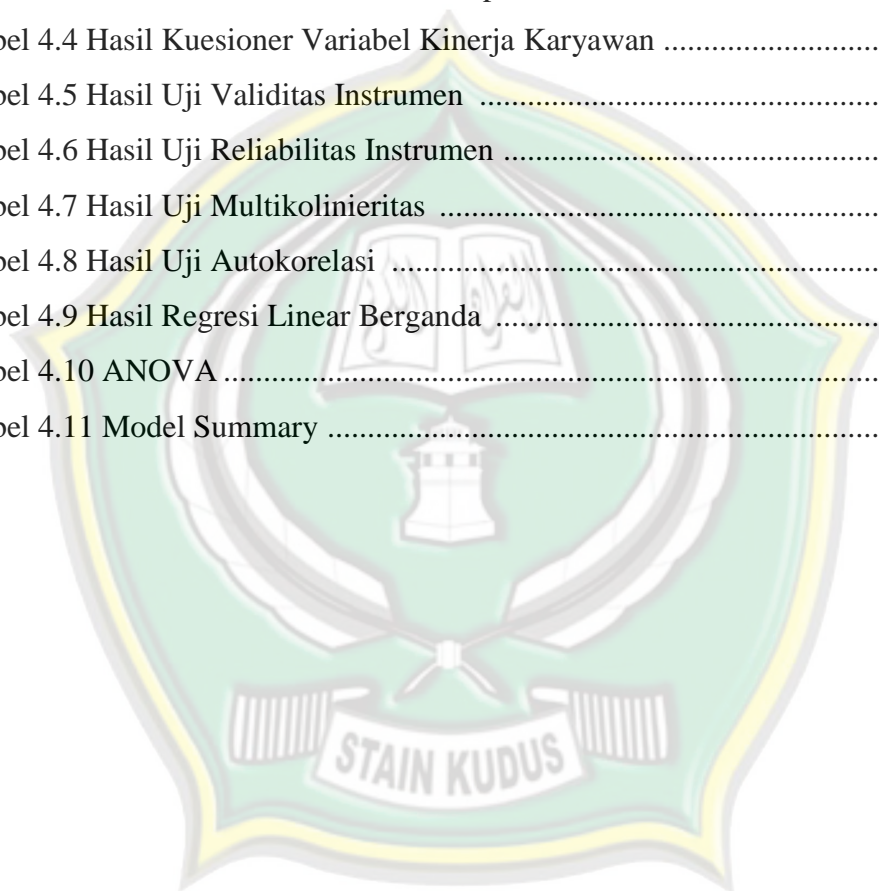 bel 4.4 Hasil Kuesioner Variabel Kinerja Karyawan ...........................
bel 4.5 Hasil Uji Validitas Instrumen ..................................................
bel 4.6 Hasil Uji Reliabilitas Instrumen ...............................................
bel 4.7 Hasil Uji Multikolinieritas .......................................................
bel 4.8 Hasil Uji Autokorelasi .............................................................
bel 4.9 Hasil Regresi Linear Berganda ................................................
bel 4.10 ANOVA ..................................................................................
bel 4.11 Model Summary .....................................................................
STAIN KUDUS